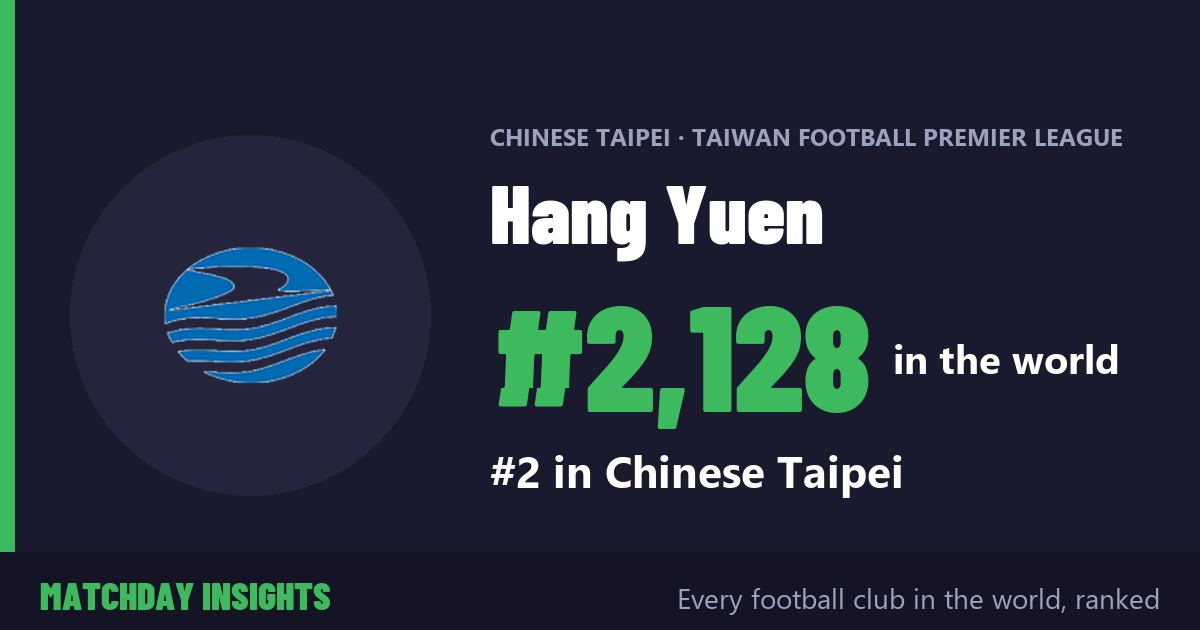 CHINESE TAIPEI · TAIWAN FOOTBALL PREMIER LEAGUE
Hang Yuen
#2,128 in the world
#2 in Chinese Taipei
MATCHDAY INSIGHTS
Every football club in the world, ranked